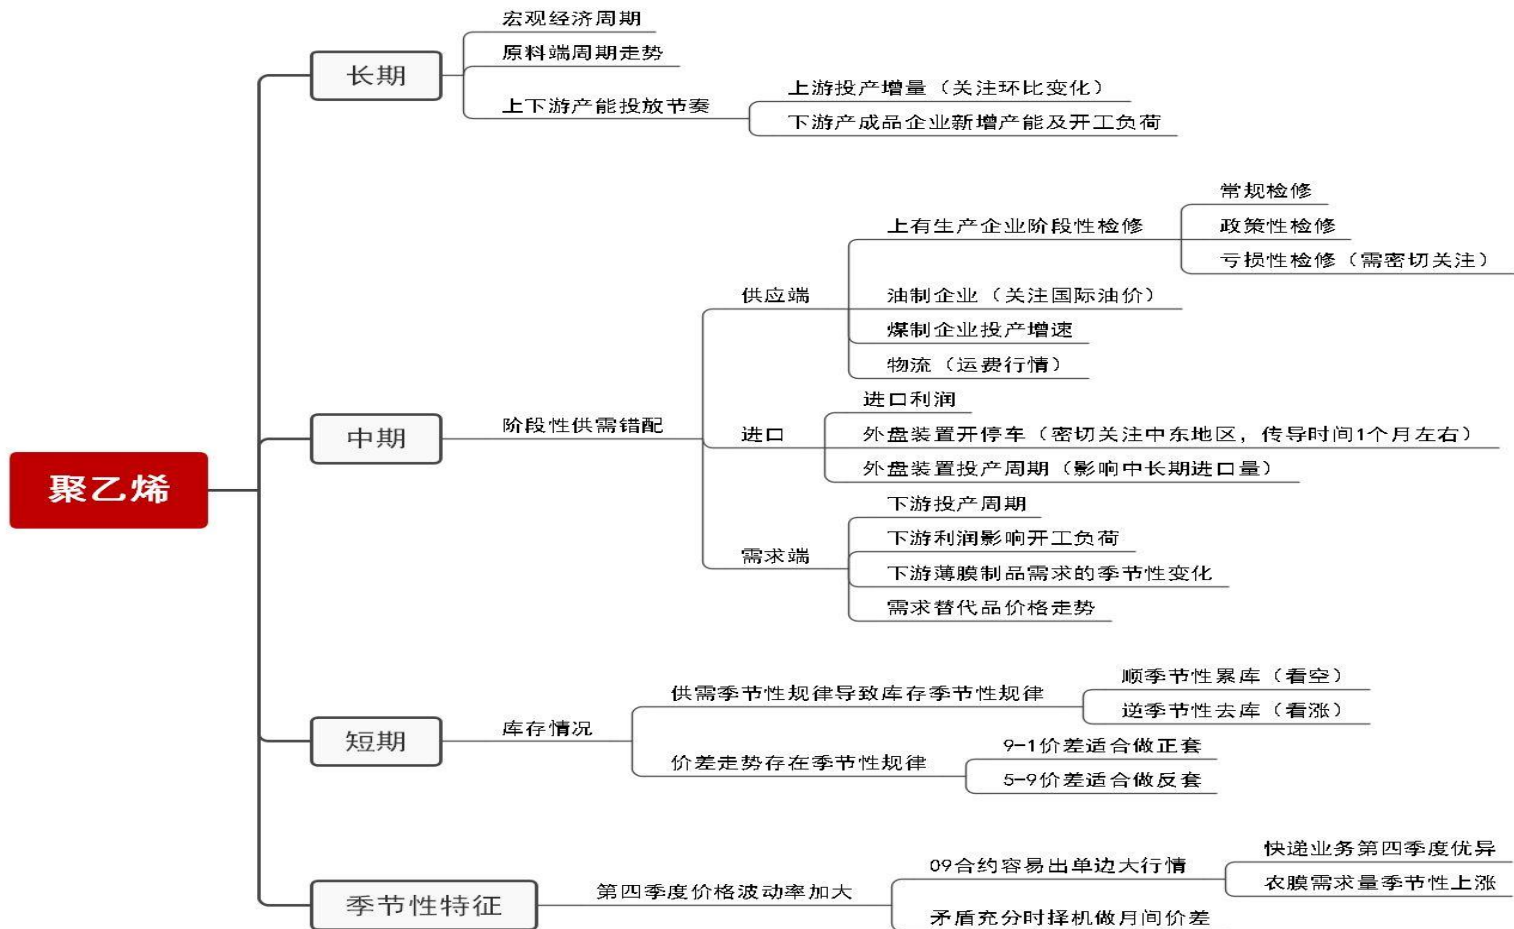 聚乙烯
长期
宏观经济周期
原料端周期走势
上下游产能投放节奏
上游投产增量（关注环比变化）
下游产成品企业新增产能及开工负荷
中期
阶段性供需错配
供应端
上有生产企业阶段性检修
常规检修
政策性检修
亏损性检修（需密切关注）
油制企业（关注国际油价）
煤制企业投产增速
物流（运费行情）
进口
进口利润
外盘装置开停车（密切关注中东地区，传导时间1个月左右）
外盘装置投产周期（影响中长期进口量）
需求端
下游投产周期
下游利润影响开工负荷
下游薄膜制品需求的季节性变化
需求替代品价格走势
短期
库存情况
供需季节性规律导致库存季节性规律
顺季节性累库（看空）
逆季节性去库（看涨）
价差走势存在季节性规律
9-1价差适合做正套
5-9价差适合做反套
季节性特征
第四季度价格波动率加大
09合约容易出单边大行情
快递业务第四季度优异
农膜需求量季节性上涨
矛盾充分时择机做月间价差